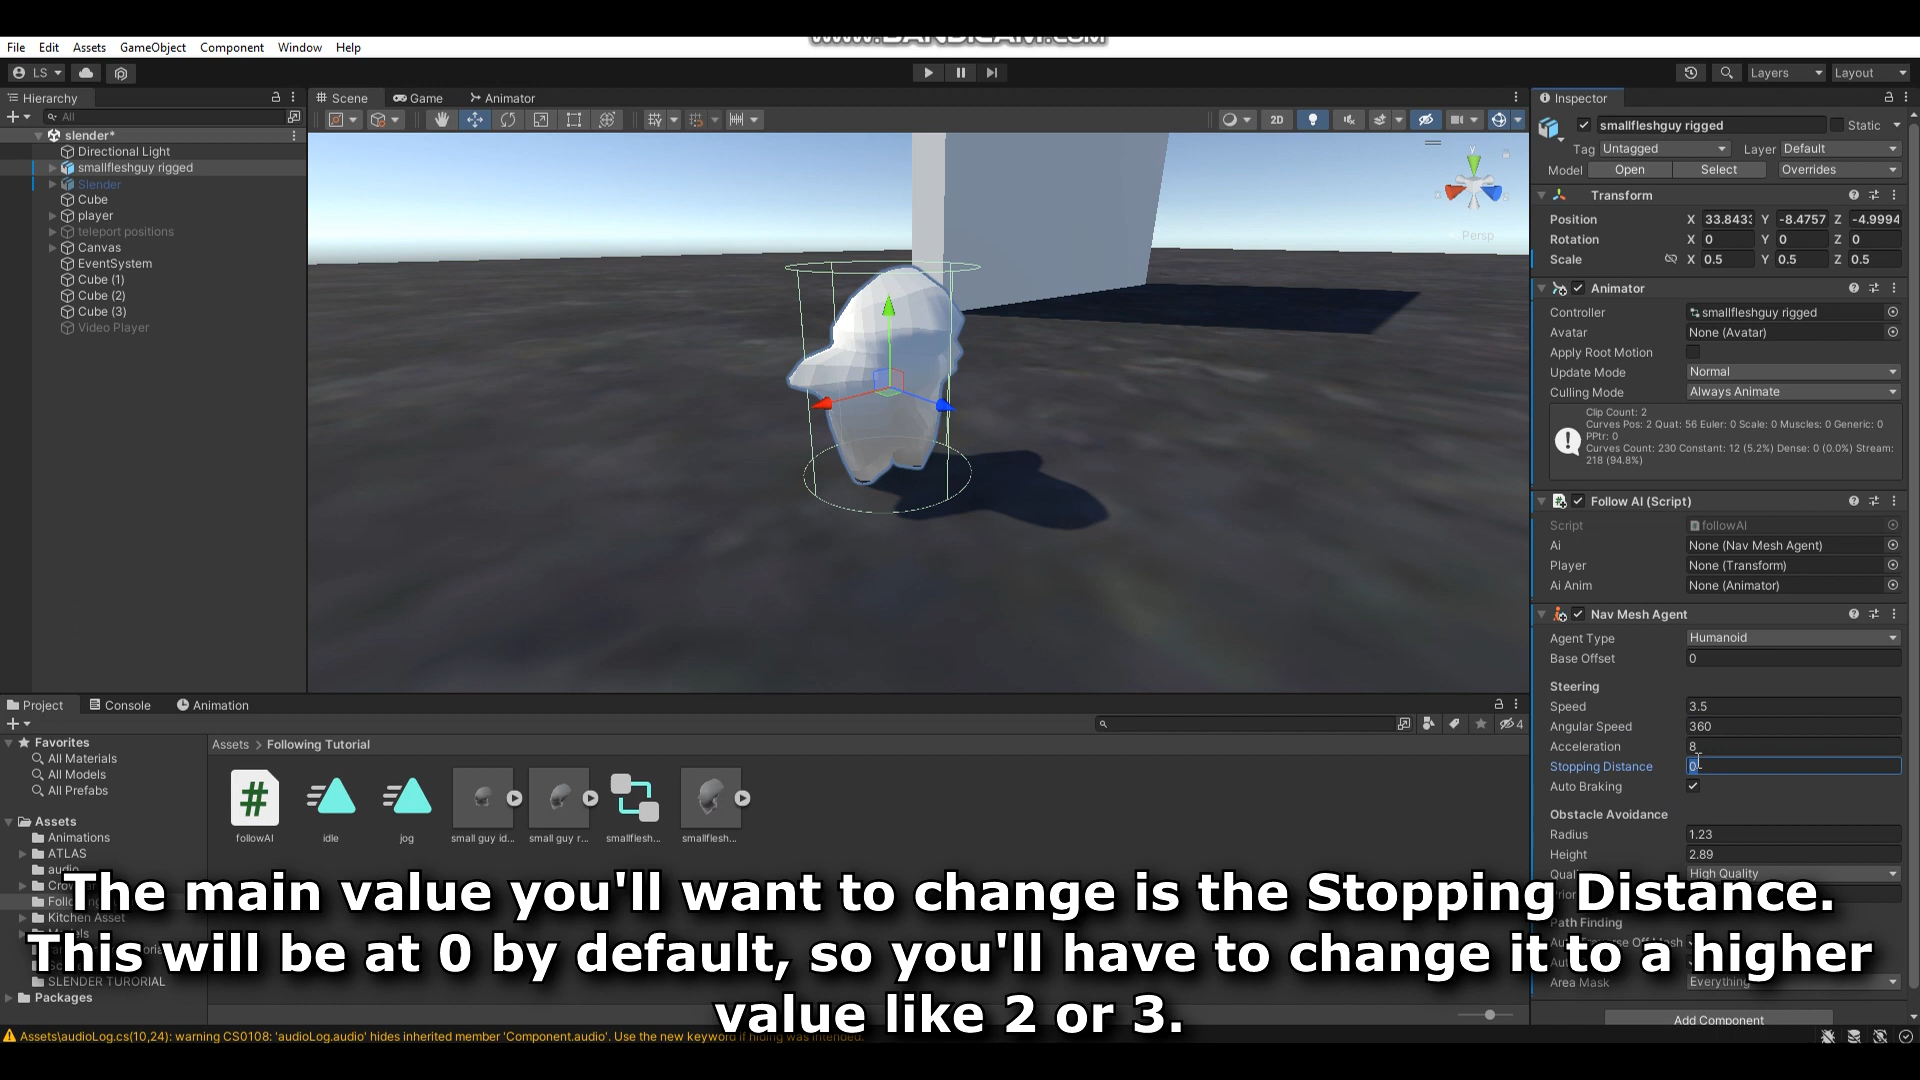 www.BANDICAM.com
File Edit Assets GameObject Component Window Help
LS
Layers Layout
Hierarchy
All
slender*
Directional Light
smallfleshguy rigged
Slender
Cube
player
teleport positions
Canvas
EventSystem
Cube (1)
Cube (2)
Cube (3)
Video Player
Scene Game Animator
2D
y
Persp
Inspector
smallfleshguy rigged Static
Tag Untagged Layer Default
Model Open Select Overrides
Transform
Position X 33.843 Y -8.4757 Z -4.9994
Rotation X 0 Y 0 Z 0
Scale X 0.5 Y 0.5 Z 0.5
Animator
Controller smallfleshguy rigged
Avatar None (Avatar)
Apply Root Motion
Update Mode Normal
Culling Mode Always Animate
Clip Count: 2
Curves Pos: 2 Quat: 56 Euler: 0 Scale: 0 Muscles: 0 Generic: 0
PPtr: 0
Curves Count: 230 Constant: 12 (5.2%) Dense: 0 (0.0%) Stream:
218 (94.8%)
Follow AI (Script)
Script followAI
Ai None (Nav Mesh Agent)
Player None (Transform)
Ai Anim None (Animator)
Nav Mesh Agent
Agent Type Humanoid
Base Offset 0
Steering
Speed 3.5
Angular Speed 360
Acceleration 8
Stopping Distance 0
Auto Braking
Obstacle Avoidance
Radius 1.23
Height 2.89
High Quality
Path Finding
Area Mask Everything
Add Component
Project Console Animation
4
Favorites
All Materials
All Models
All Prefabs
Assets
Animations
ATLAS
audio
Kitchen Asset
Models
SLENDER TURORIAL
Packages
Assets > Following Tutorial
followAI idle jog small guy id... small guy r... smallflesh... smallflesh...
The main value you'll want to change is the Stopping Distance.
This will be at 0 by default, so you'll have to change it to a higher
value like 2 or 3.
Assets\audioLog.cs(10,24): warning CS0108: 'audioLog.audio' hides inherited member 'Component.audio'. Use the new keyword if hiding was intended.